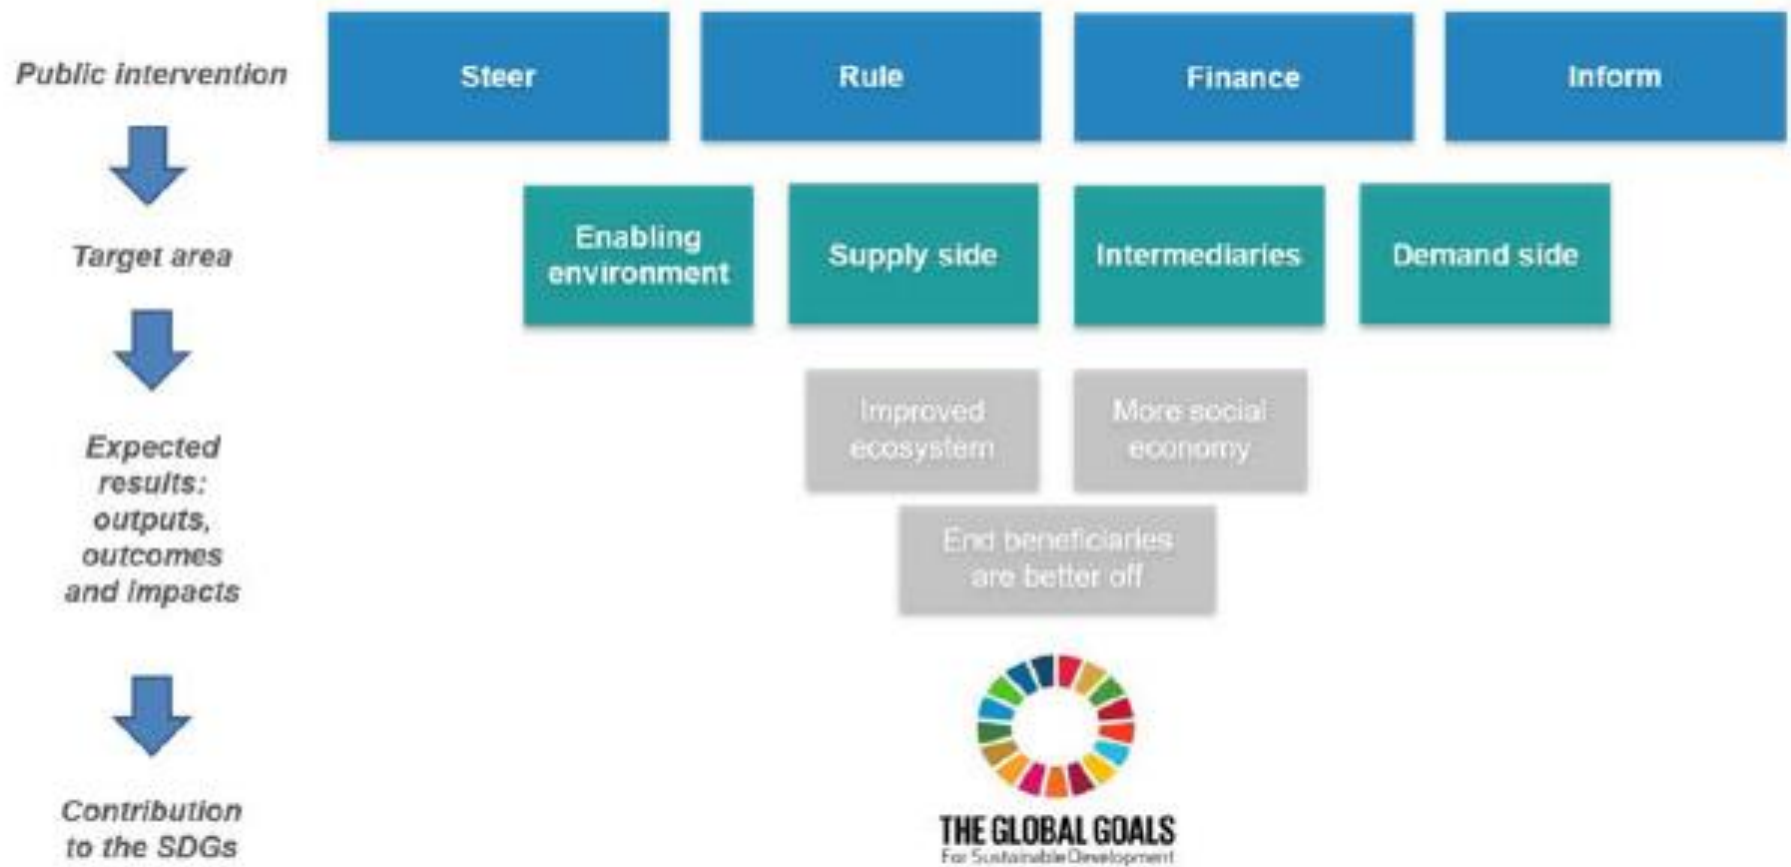 Public intervention
Steer
Rule
Finance
Inform
Target area
Enabling
environment
Supply side
Intermediaries
Demand side
Expected
results:
outputs,
outcomes
and impacts
Improved
ecosystem
More social
economy
End beneficiaries
are better off
Contribution
to the SDGs
THE GLOBAL GOALS
For Sustainable Development